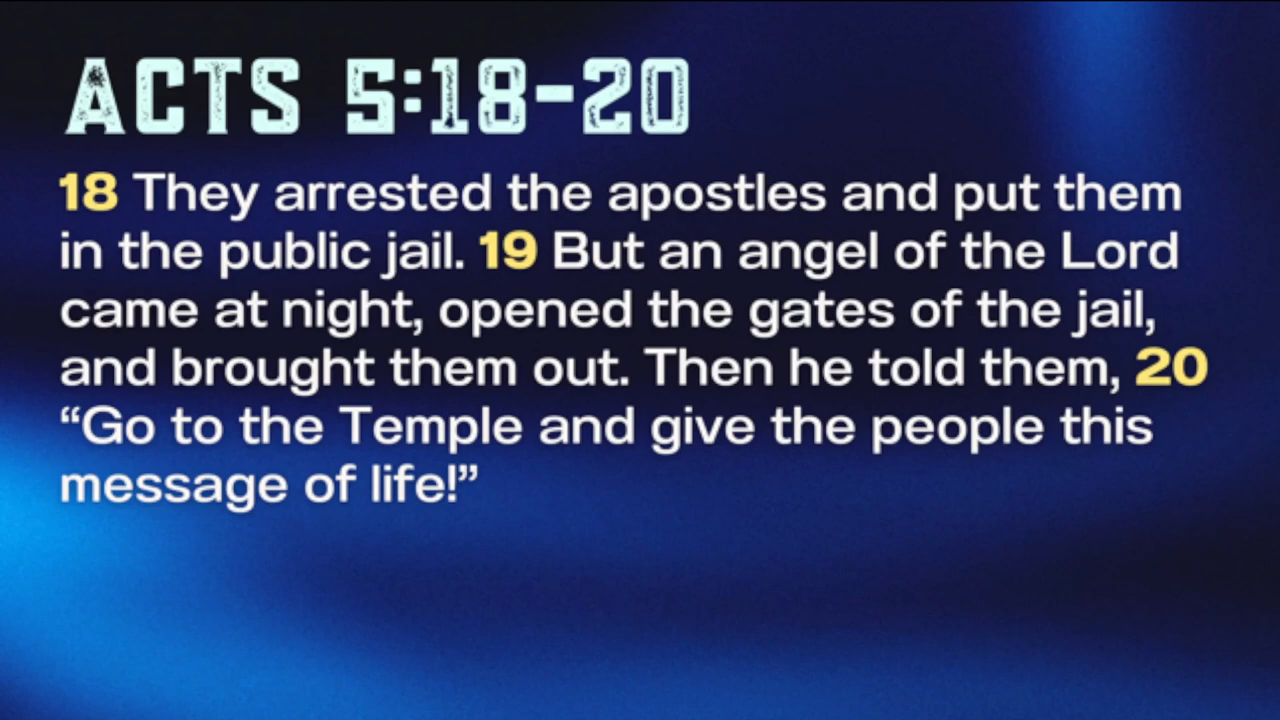 ACTS 5:18-20
18 They arrested the apostles and put them
in the public jail. 19 But an angel of the Lord
came at night, opened the gates of the jail,
and brought them out. Then he told them, 20
“Go to the Temple and give the people this
message of life!”